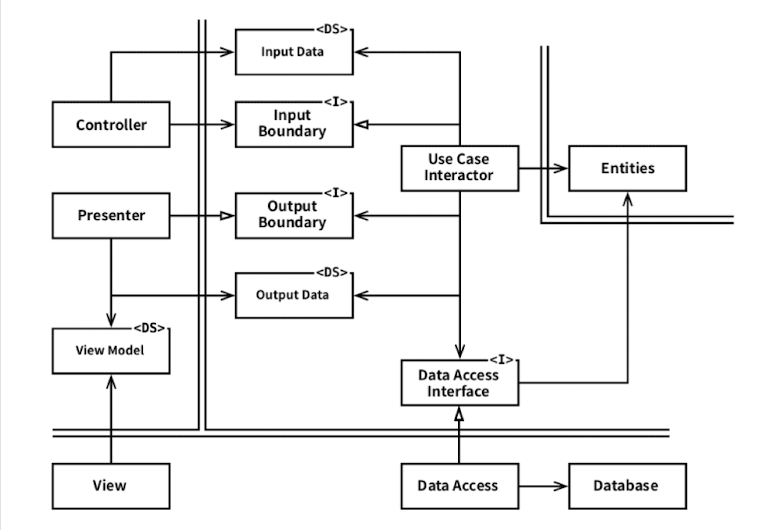 <DS>
Input Data
<I>
Input
Boundary
Controller
Use Case
Interactor
Entities
<I>
Output
Boundary
Presenter
<DS>
Output Data
<DS>
View Model
<I>
Data Access
Interface
View
Data Access
Database